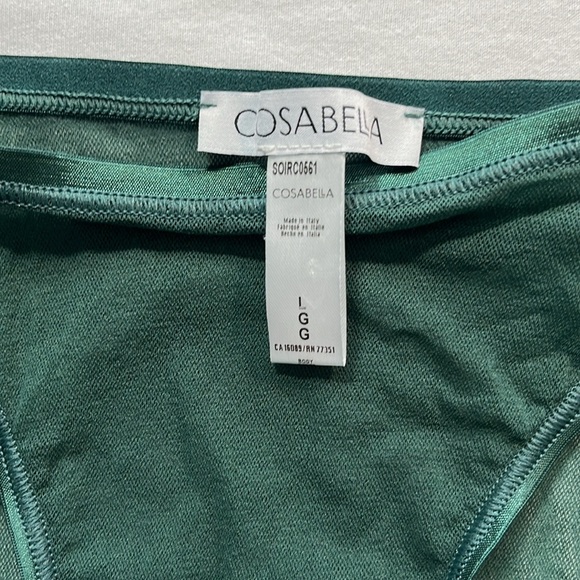 COSABELLA
SOIRC0561
COSABELLA
Made in Italy
Fabriqué en Italie
Hecho en Italia
L
G
G
CA 16089/RN 77351
BODY